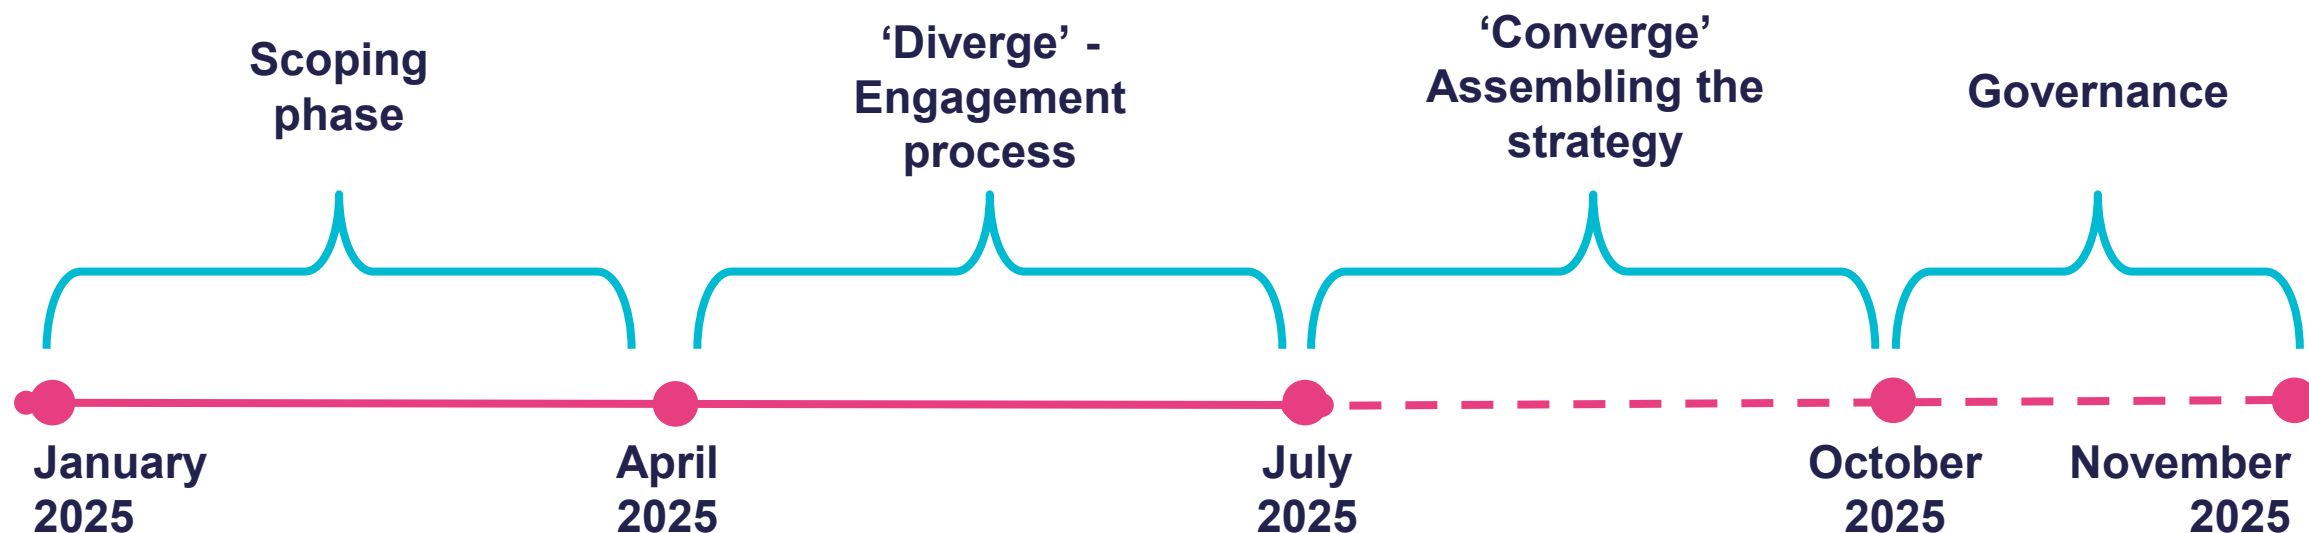 Scoping
phase
‘Diverge’ -
Engagement
process
‘Converge’
Assembling the
strategy
Governance
January
2025
April
2025
July
2025
October
2025
November
2025